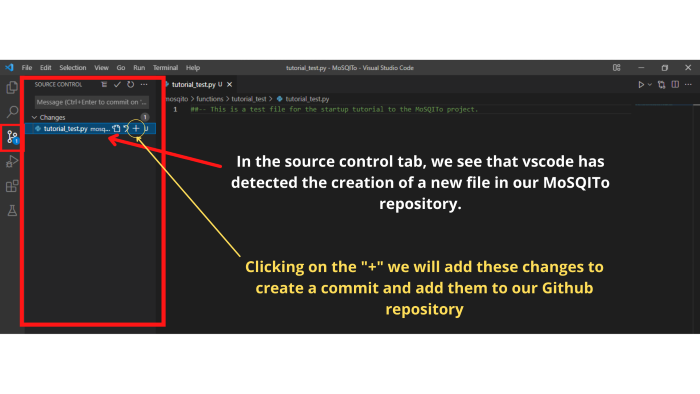 File Edit Selection View Go Run Terminal Help
tutorial_test.py - MoSQITo - Visual Studio Code
SOURCE CONTROL
tutorial_test.py U
mosqito > functions > tutorial_test > tutorial_test.py
Message (Ctrl+Enter to commit on '...
1 ##-- This is a test file for the startup tutorial to the MoSQITo project.
Changes 1
tutorial_test.py mosq... U
In the source control tab, we see that vscode has
detected the creation of a new file in our MoSQITo
repository.
Clicking on the "+" we will add these changes to
create a commit and add them to our Github
repository